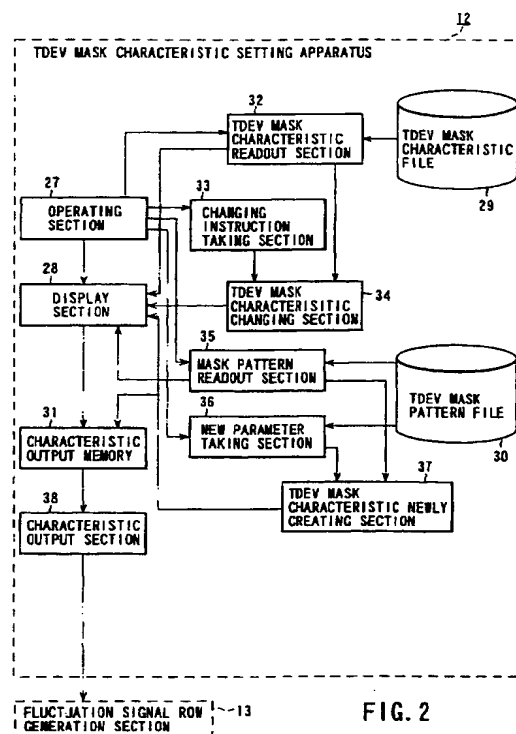 12
TDEV MASK CHARACTERISTIC SETTING APPARATUS
32
TDEV MASK
CHARACTERISTIC
READOUT SECTION
TDEV MASK
CHARACTERISTIC
FILE
29
27
OPERATING
SECTION
33
CHANGING
INSTRUCTION
TAKING SECTION
28
DISPLAY
SECTION
TDEV MASK
CHARACTERISTIC
CHANGING SECTION
34
35
MASK PATTERN
READOUT SECTION
TDEV MASK
PATTERN FILE
30
36
NEW PARAMETER
TAKING SECTION
31
CHARACTERISTIC
OUTPUT MEMORY
37
TDEV MASK
CHARACTERISTIC NEWLY
CREATING SECTION
38
CHARACTERISTIC
OUTPUT SECTION
FLUCTUATION SIGNAL ROW
GENERATION SECTION
13
FIG. 2